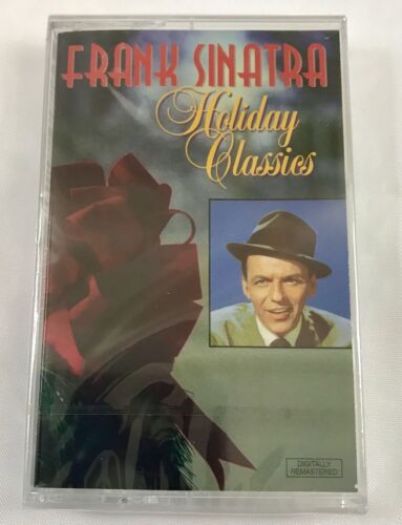 FRANK SINATRA
Holiday
Classics
DIGITALLY
REMASTERED